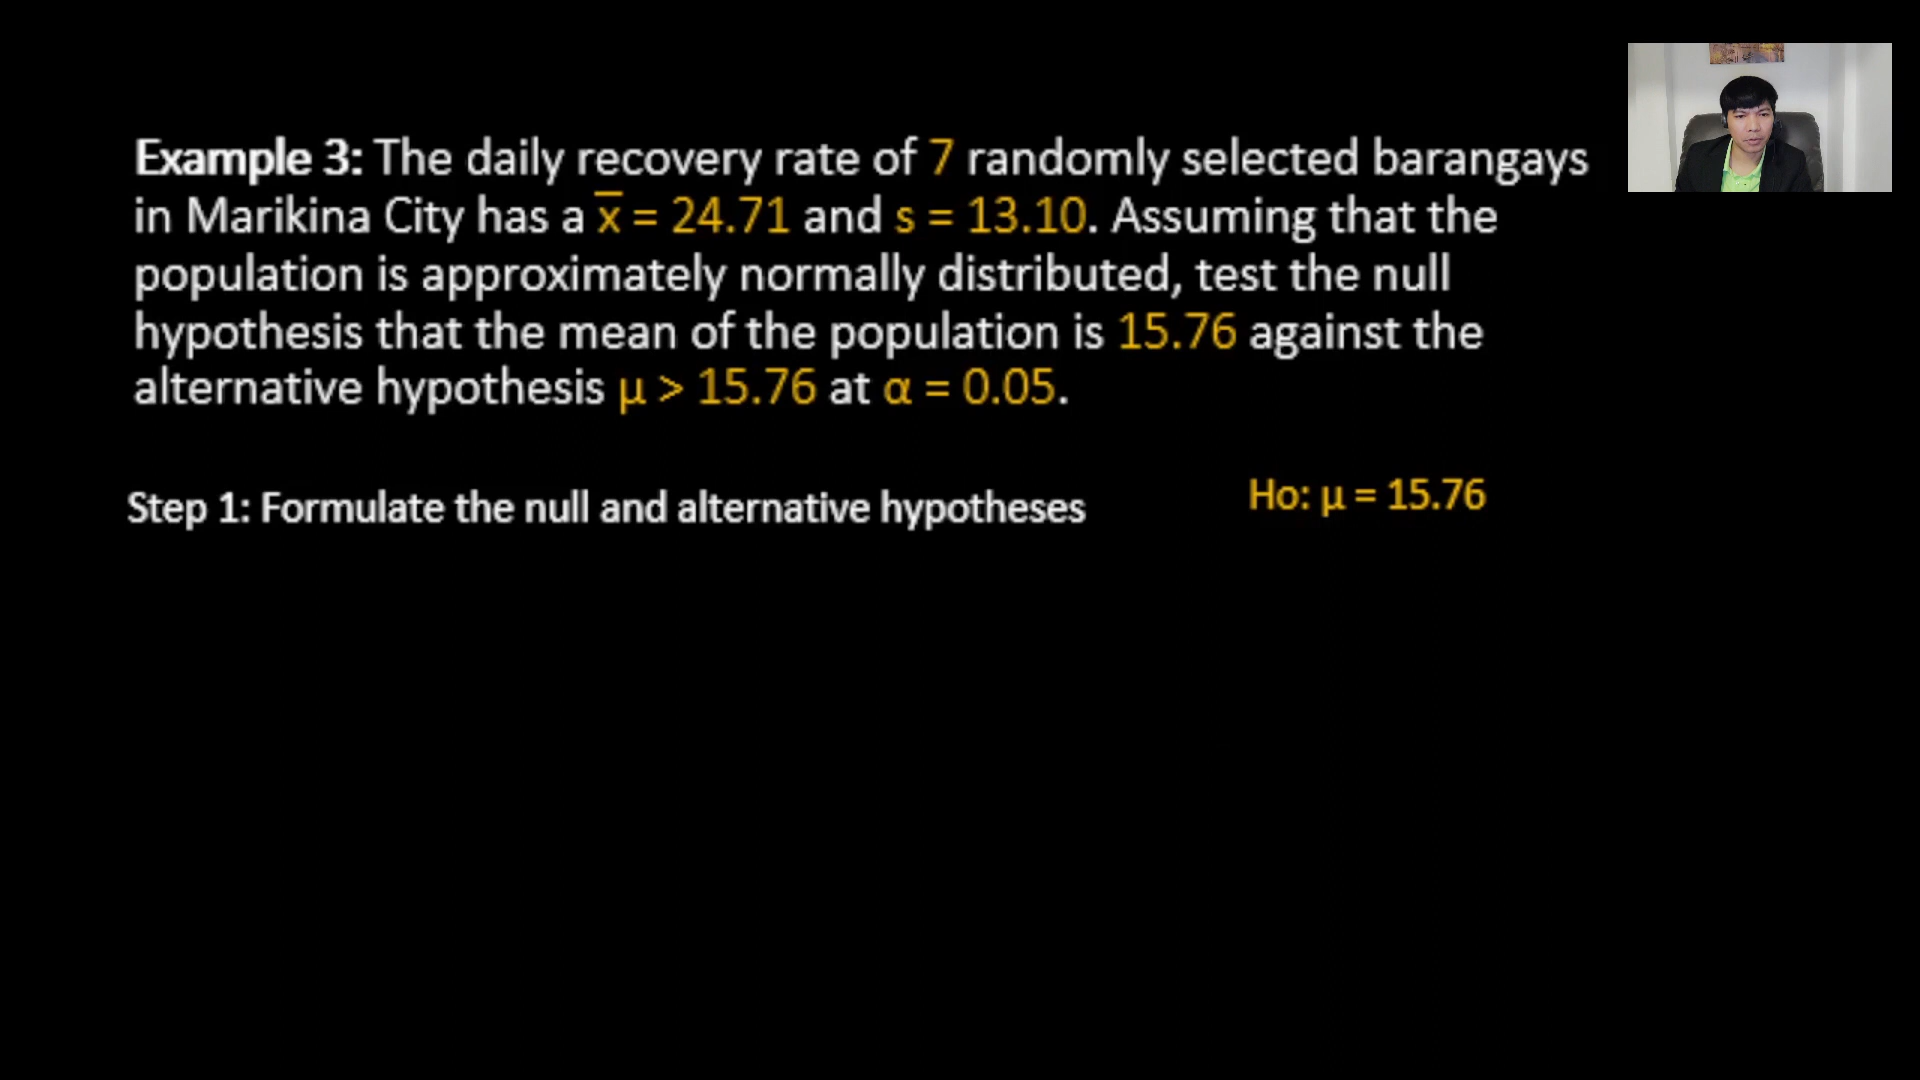 Example 3: The daily recovery rate of 7 randomly selected barangays
in Marikina City has a x̅ = 24.71 and s = 13.10. Assuming that the
population is approximately normally distributed, test the null
hypothesis that the mean of the population is 15.76 against the
alternative hypothesis μ > 15.76 at α = 0.05.
Step 1: Formulate the null and alternative hypotheses
Ho: μ = 15.76